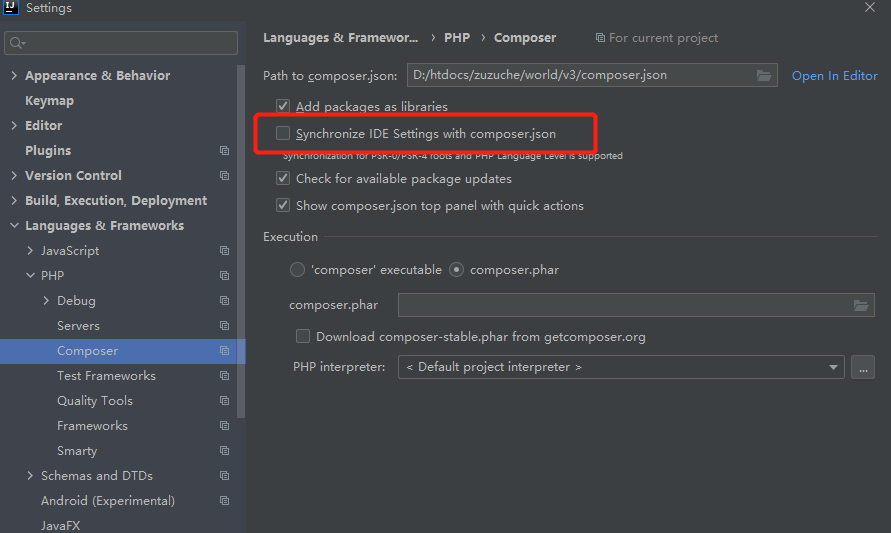 IJ Settings
Languages & Framewor... › PHP › Composer For current project
Appearance & Behavior
Keymap
Editor
Plugins
Version Control
Build, Execution, Deployment
Languages & Frameworks
JavaScript
PHP
Debug
Servers
Composer
Test Frameworks
Quality Tools
Frameworks
Smarty
Schemas and DTDs
Android (Experimental)
JavaFX
Path to composer.json: D:/htdocs/zuzuche/world/v3/composer.json Open In Editor
Add packages as libraries
Synchronize IDE Settings with composer.json
Synchronization for PSR-0/PSR-4 roots and PHP Language Level is supported
Check for available package updates
Show composer.json top panel with quick actions
Execution
'composer' executable composer.phar
composer.phar
Download composer-stable.phar from getcomposer.org
PHP interpreter: < Default project interpreter > ...